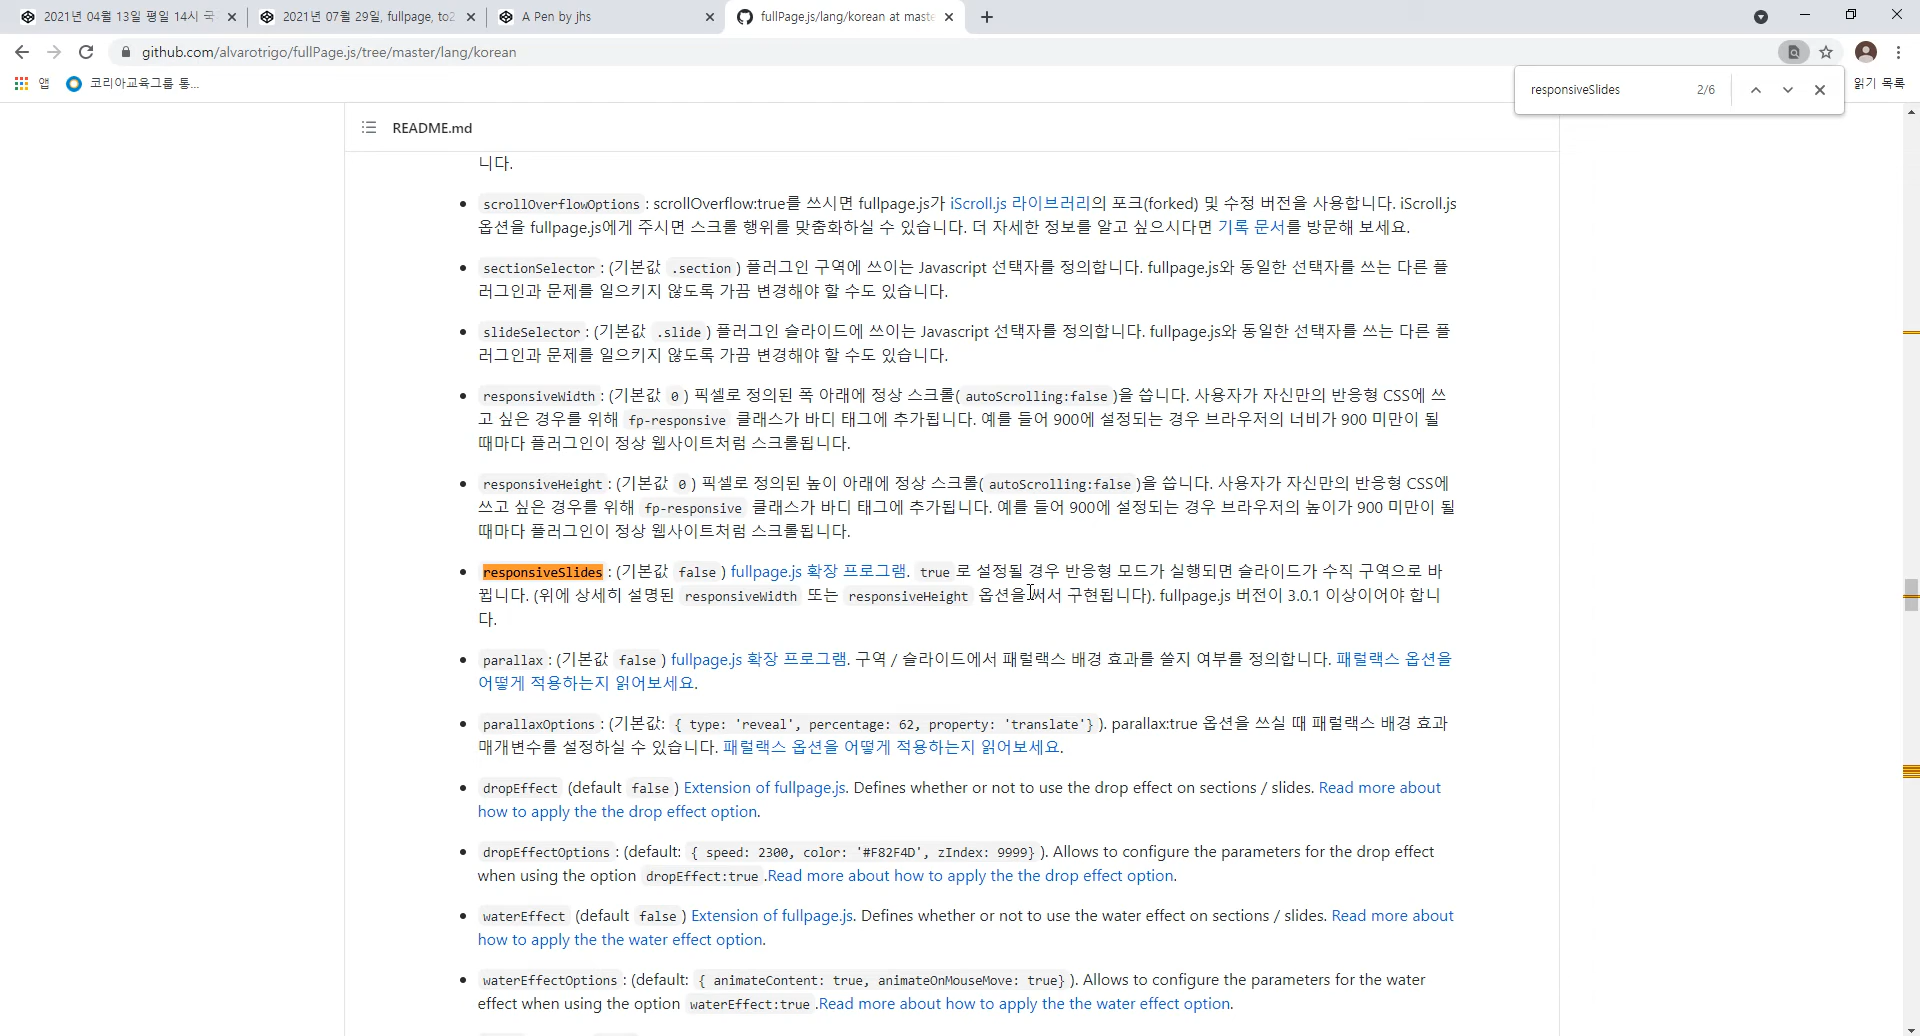 2021년 04월 13일 평일 14시 국
2021년 07월 29일, fullpage, to2
A Pen by jhs
fullPage.js/lang/korean at maste
github.com/alvarotrigo/fullPage.js/tree/master/lang/korean
앱
코리아교육그룹 통...
responsiveSlides
2/6
읽기 목록
README.md
니다.
scrollOverflowOptions : scrollOverflow:true를 쓰시면 fullpage.js가 iScroll.js 라이브러리의 포크(forked) 및 수정 버전을 사용합니다. iScroll.js
옵션을 fullpage.js에게 주시면 스크롤 행위를 맞춤화하실 수 있습니다. 더 자세한 정보를 알고 싶으시다면 기록 문서를 방문해 보세요.
sectionSelector : (기본값 .section ) 플러그인 구역에 쓰이는 Javascript 선택자를 정의합니다. fullpage.js와 동일한 선택자를 쓰는 다른 플
러그인과 문제를 일으키지 않도록 가끔 변경해야 할 수도 있습니다.
slideSelector : (기본값 .slide ) 플러그인 슬라이드에 쓰이는 Javascript 선택자를 정의합니다. fullpage.js와 동일한 선택자를 쓰는 다른 플
러그인과 문제를 일으키지 않도록 가끔 변경해야 할 수도 있습니다.
responsiveWidth : (기본값 0 ) 픽셀로 정의된 폭 아래에 정상 스크롤( autoScrolling:false )을 씁니다. 사용자가 자신만의 반응형 CSS에 쓰
고 싶은 경우를 위해 fp-responsive 클래스가 바디 태그에 추가됩니다. 예를 들어 900에 설정되는 경우 브라우저의 너비가 900 미만이 될
때마다 플러그인이 정상 웹사이트처럼 스크롤됩니다.
responsiveHeight : (기본값 0 ) 픽셀로 정의된 높이 아래에 정상 스크롤( autoScrolling:false )을 씁니다. 사용자가 자신만의 반응형 CSS에
쓰고 싶은 경우를 위해 fp-responsive 클래스가 바디 태그에 추가됩니다. 예를 들어 900에 설정되는 경우 브라우저의 높이가 900 미만이 될
때마다 플러그인이 정상 웹사이트처럼 스크롤됩니다.
responsiveSlides : (기본값 false ) fullpage.js 확장 프로그램. true 로 설정될 경우 반응형 모드가 실행되면 슬라이드가 수직 구역으로 바
뀝니다. (위에 상세히 설명된 responsiveWidth 또는 responsiveHeight 옵션을 써서 구현됩니다). fullpage.js 버전이 3.0.1 이상이어야 합니
다.
parallax : (기본값 false ) fullpage.js 확장 프로그램. 구역 / 슬라이드에서 패럴랙스 배경 효과를 쓸지 여부를 정의합니다. 패럴랙스 옵션을
어떻게 적용하는지 읽어보세요.
parallaxOptions : (기본값: { type: 'reveal', percentage: 62, property: 'translate'} ). parallax:true 옵션을 쓰실 때 패럴랙스 배경 효과
매개변수를 설정하실 수 있습니다. 패럴랙스 옵션을 어떻게 적용하는지 읽어보세요.
dropEffect (default false ) Extension of fullpage.js. Defines whether or not to use the drop effect on sections / slides. Read more about
how to apply the the drop effect option.
dropEffectOptions : (default: { speed: 2300, color: '#F82F4D', zIndex: 9999} ). Allows to configure the parameters for the drop effect
when using the option dropEffect:true .Read more about how to apply the the drop effect option.
waterEffect (default false ) Extension of fullpage.js. Defines whether or not to use the water effect on sections / slides. Read more about
how to apply the the water effect option.
waterEffectOptions : (default: { animateContent: true, animateOnMouseMove: true} ). Allows to configure the parameters for the water
effect when using the option waterEffect:true .Read more about how to apply the the water effect option.